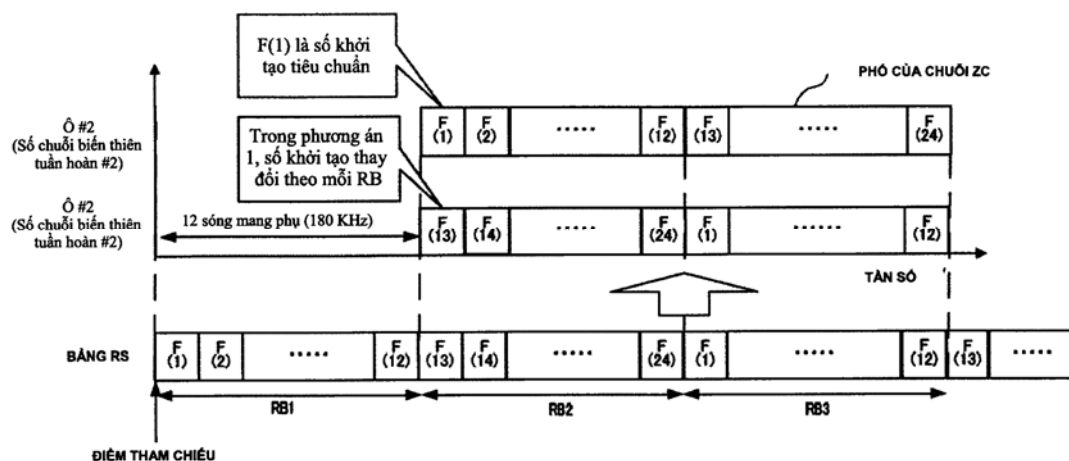 F(1) là số khởi
tạo tiêu chuẩn
PHỔ CỦA CHUỖI ZC
Ô #2
(Số chuỗi biến thiên
tuần hoàn #2)
F F ..... F F F
(1) (2) (12) (13) (24)
Trong phương án
1, số khởi tạo thay
đổi theo mỗi RB
Ô #2
(Số chuỗi biến thiên
tuần hoàn #2)
12 sóng mang phụ (180 KHz)
F F ..... F F ...... F
(13) (14) (24) (1) (12)
TẦN SỐ
BẢNG RS
F F ..... F F F ..... F F ..... F F .....
(1) (2) (12) (13) (14) (24) (1) (12) (13)
RB1 RB2 RB3
ĐIỂM THAM CHIẾU